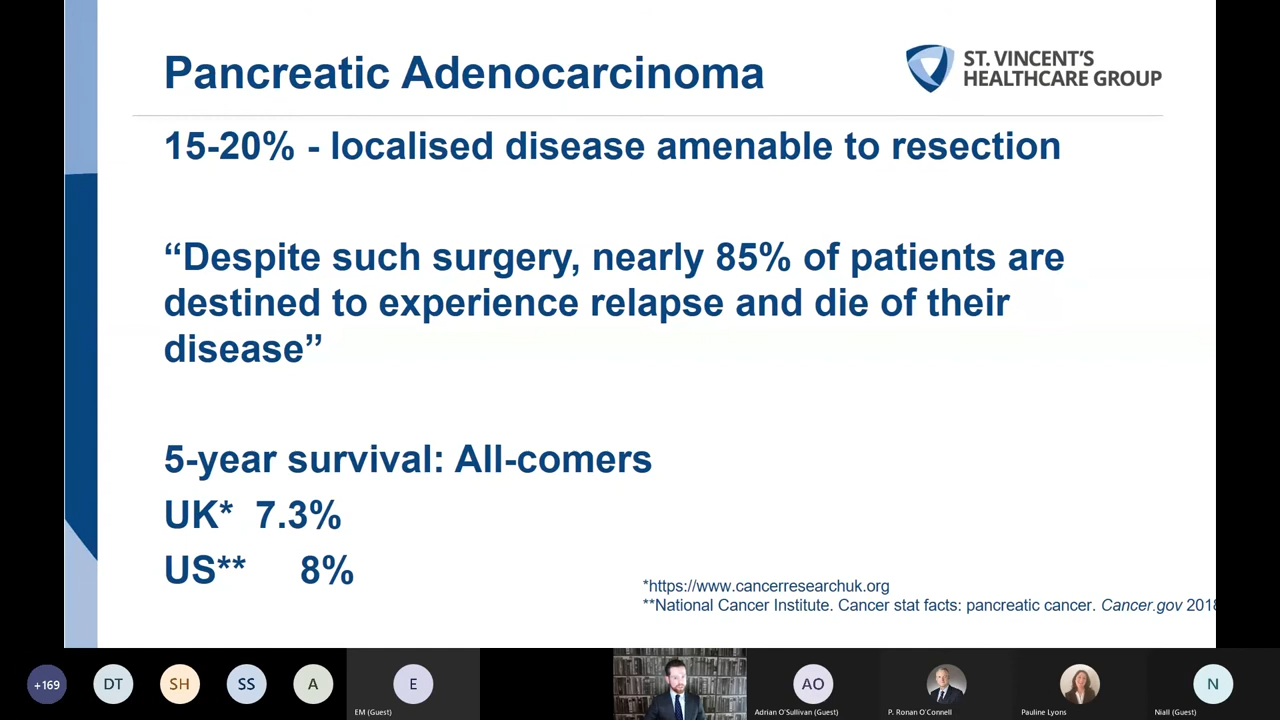 Pancreatic Adenocarcinoma
ST. VINCENT'S
HEALTHCARE GROUP
15-20% - localised disease amenable to resection
“Despite such surgery, nearly 85% of patients are
destined to experience relapse and die of their
disease”
5-year survival: All-comers
UK* 7.3%
US** 8%
*https://www.cancerresearchuk.org
**National Cancer Institute. Cancer stat facts: pancreatic cancer. Cancer.gov 2018
+169
DT
SH
SS
A
E
EM (Guest)
AO
Adrian O'Sullivan (Guest)
P. Ronan O'Connell
Pauline Lyons
N
Niall (Guest)